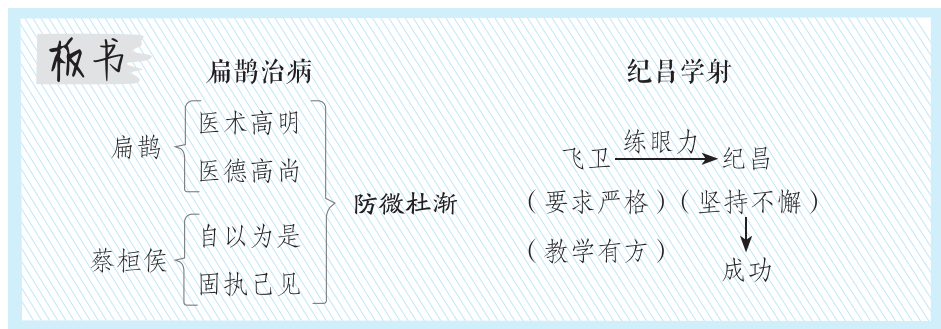 板书
扁鹊治病
扁鹊
医术高明
医德高尚
蔡桓侯
自以为是
固执己见
防微杜渐
纪昌学射
飞卫 练眼力 纪昌
（要求严格）（坚持不懈）
（教学有方）
成功